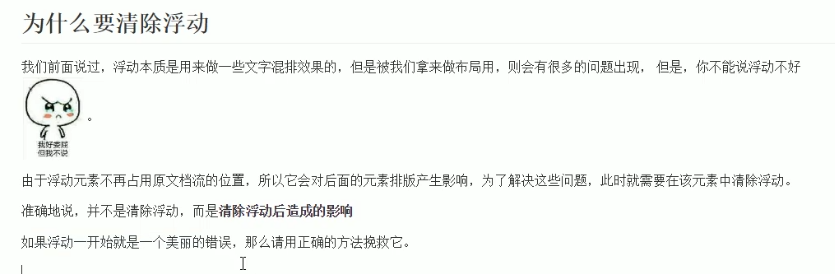 为什么要清除浮动
我们前面说过，浮动本质是用来做一些文字混排效果的，但是被我们拿来做布局用，则会有很多的问题出现， 但是，你不能说浮动不好
我好委屈
但我不说
。
由于浮动元素不再占用原文档流的位置，所以它会对后面的元素排版产生影响，为了解决这些问题，此时就需要在该元素中清除浮动。
准确地说，并不是清除浮动，而是清除浮动后造成的影响
如果浮动一开始就是一个美丽的错误，那么请用正确的方法挽救它。